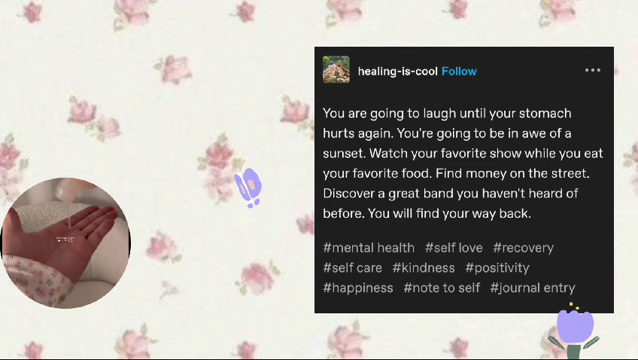 healing-is-cool Follow
You are going to laugh until your stomach
hurts again. You're going to be in awe of a
sunset. Watch your favorite show while you eat
your favorite food. Find money on the street.
Discover a great band you haven't heard of
before. You will find your way back.
#mental health #self love #recovery
#self care #kindness #positivity
#happiness #note to self #journal entry